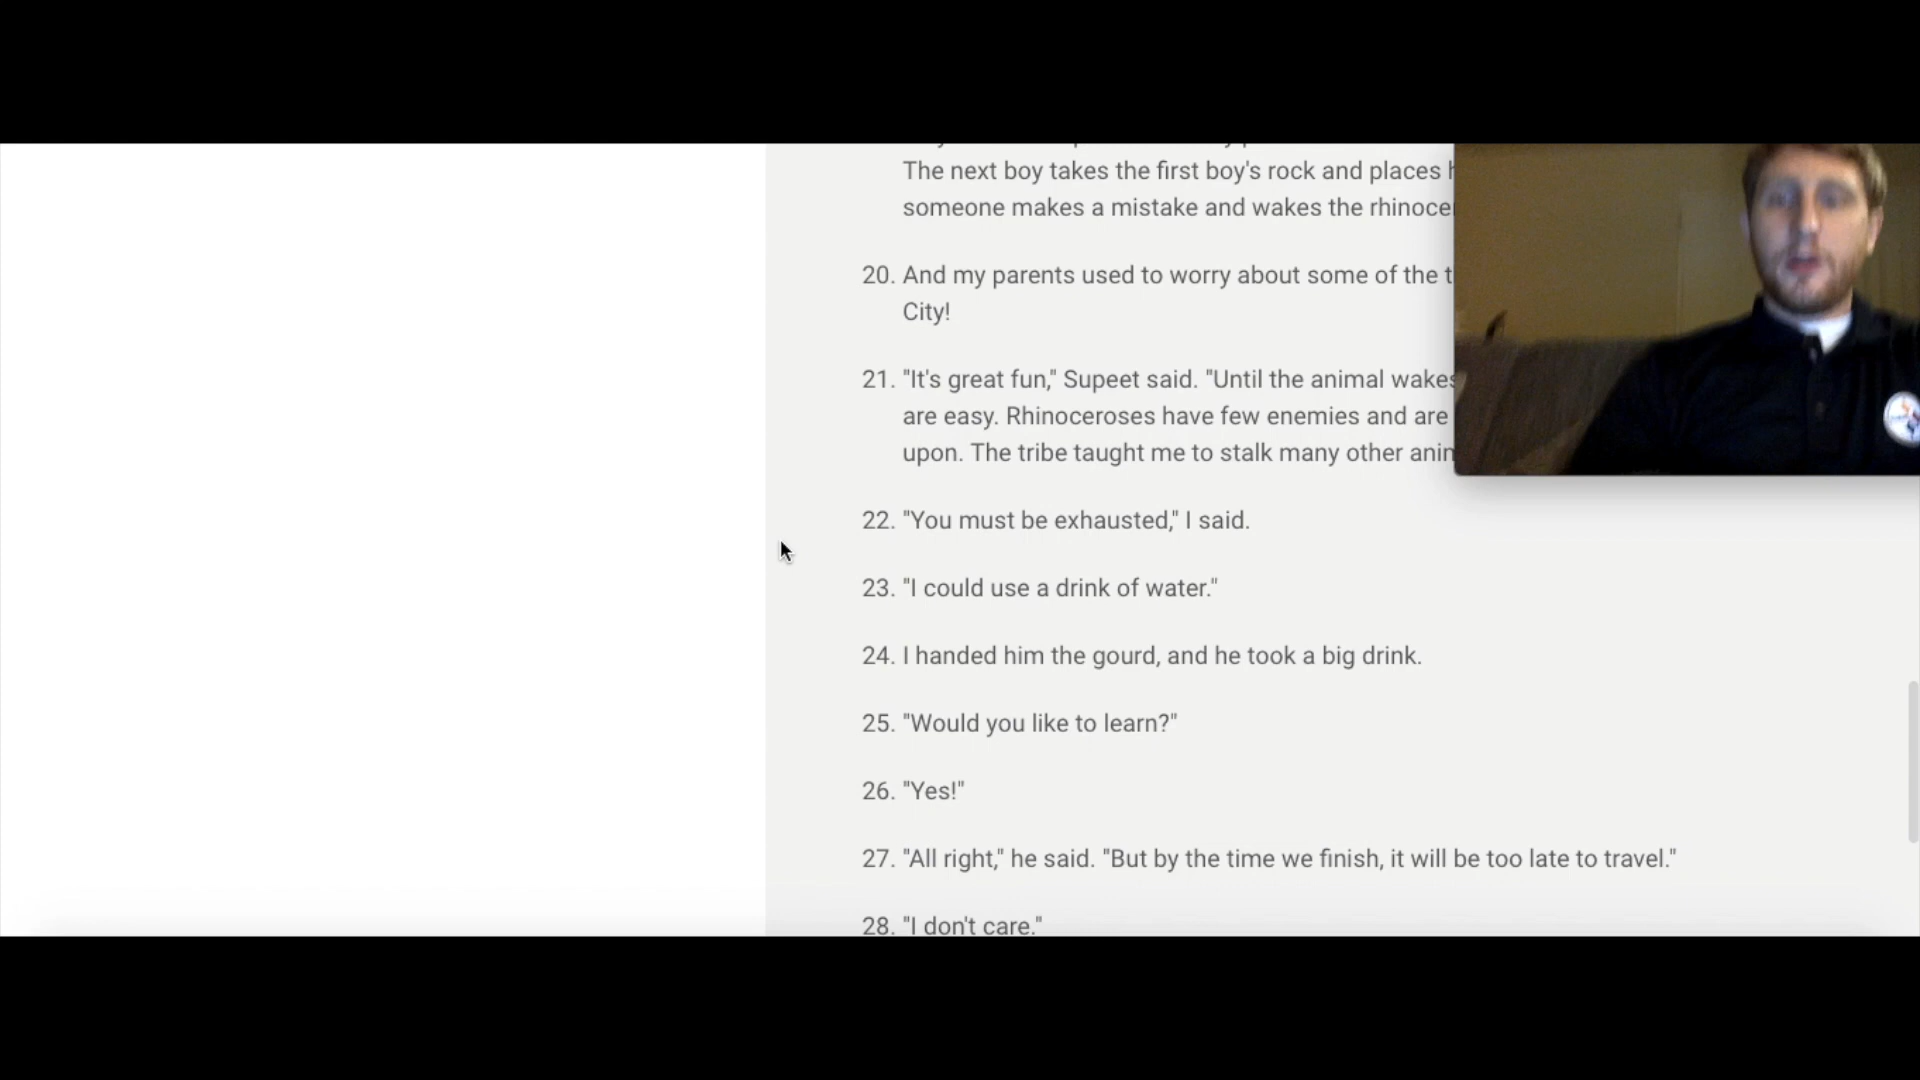 The next boy takes the first boy's rock and places
someone makes a mistake and wakes the
20. And my parents used to worry about some of the
City!
21. "It's great fun," Supeet said. "Until the animal
are easy. Rhinoceroses have few enemies and are
upon. The tribe taught me to stalk many other
22. "You must be exhausted," I said.
23. "I could use a drink of water."
24. I handed him the gourd, and he took a big drink.
25. "Would you like to learn?"
26. "Yes!"
27. "All right," he said. "But by the time we finish, it will be too late to travel."
28. "I don't care."